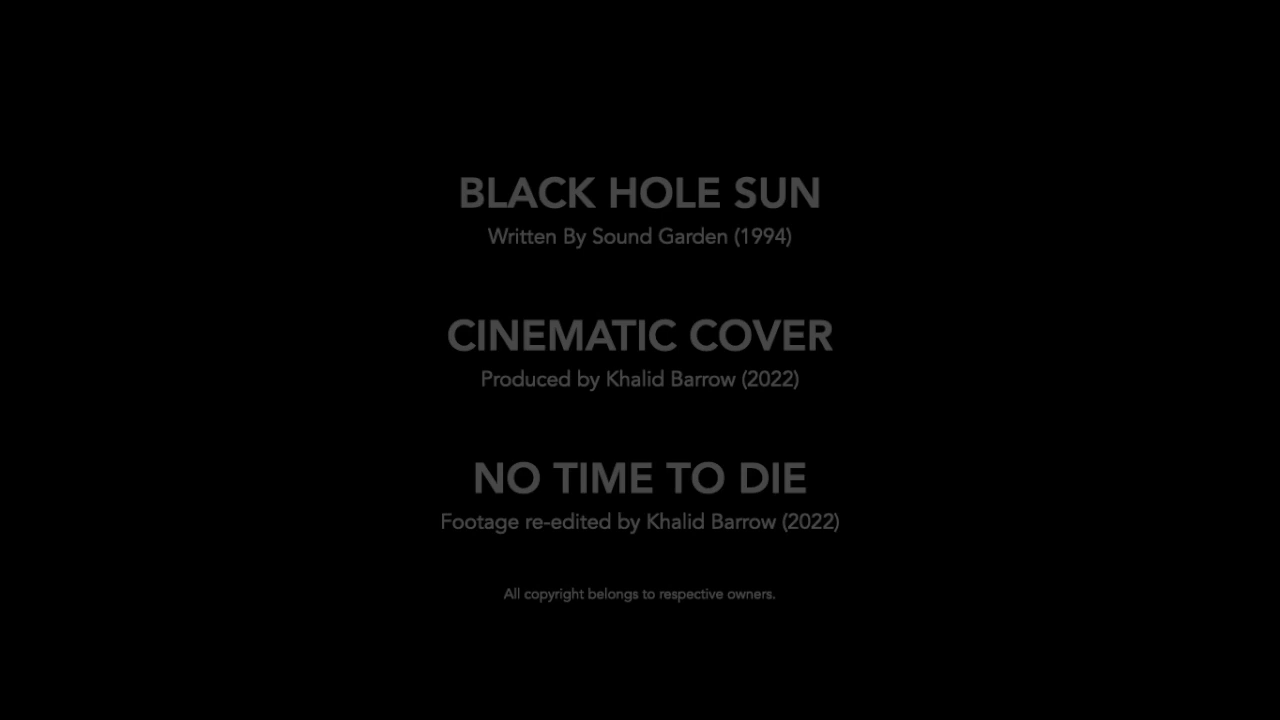 BLACK HOLE SUN
Written By Sound Garden (1994)
CINEMATIC COVER
Produced by Khalid Barrow (2022)
NO TIME TO DIE
Footage re-edited by Khalid Barrow (2022)
All copyright belongs to respective owners.